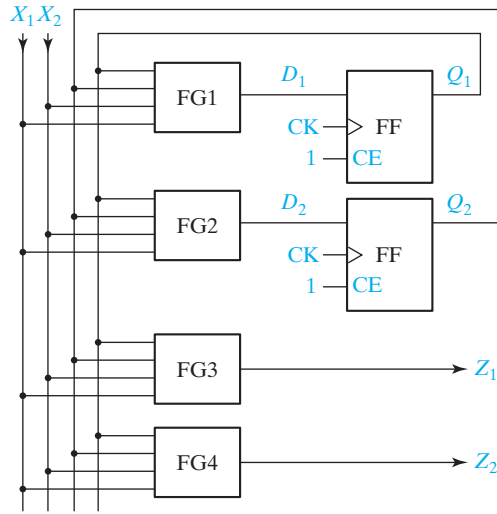 X₁ X₂
FG1 D₁ Q₁
CK FF
1 CE
FG2 D₂ Q₂
CK FF
1 CE
FG3 Z₁
FG4 Z₂